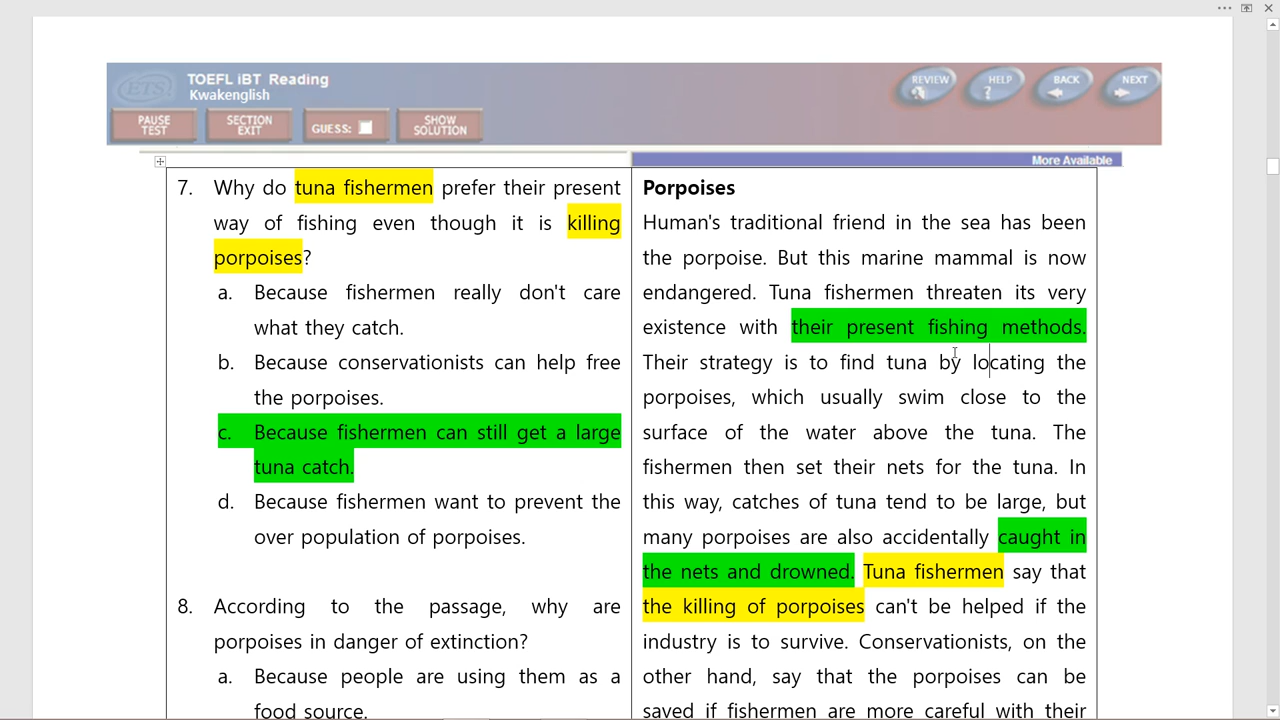 ETS
TOEFL iBT Reading
Kwakenglish
REVIEW
HELP
?
BACK
NEXT
PAUSE
TEST
SECTION
EXIT
GUESS:
SHOW
SOLUTION
More Available
7. Why do tuna fishermen prefer their present
way of fishing even though it is killing
porpoises?
a. Because fishermen really don't care
what they catch.
b. Because conservationists can help free
the porpoises.
c. Because fishermen can still get a large
tuna catch.
d. Because fishermen want to prevent the
over population of porpoises.
8. According to the passage, why are
porpoises in danger of extinction?
a. Because people are using them as a
food source.
Porpoises
Human's traditional friend in the sea has been
the porpoise. But this marine mammal is now
endangered. Tuna fishermen threaten its very
existence with their present fishing methods.
Their strategy is to find tuna by locating the
porpoises, which usually swim close to the
surface of the water above the tuna. The
fishermen then set their nets for the tuna. In
this way, catches of tuna tend to be large, but
many porpoises are also accidentally caught in
the nets and drowned. Tuna fishermen say that
the killing of porpoises can't be helped if the
industry is to survive. Conservationists, on the
other hand, say that the porpoises can be
saved if fishermen are more careful with their